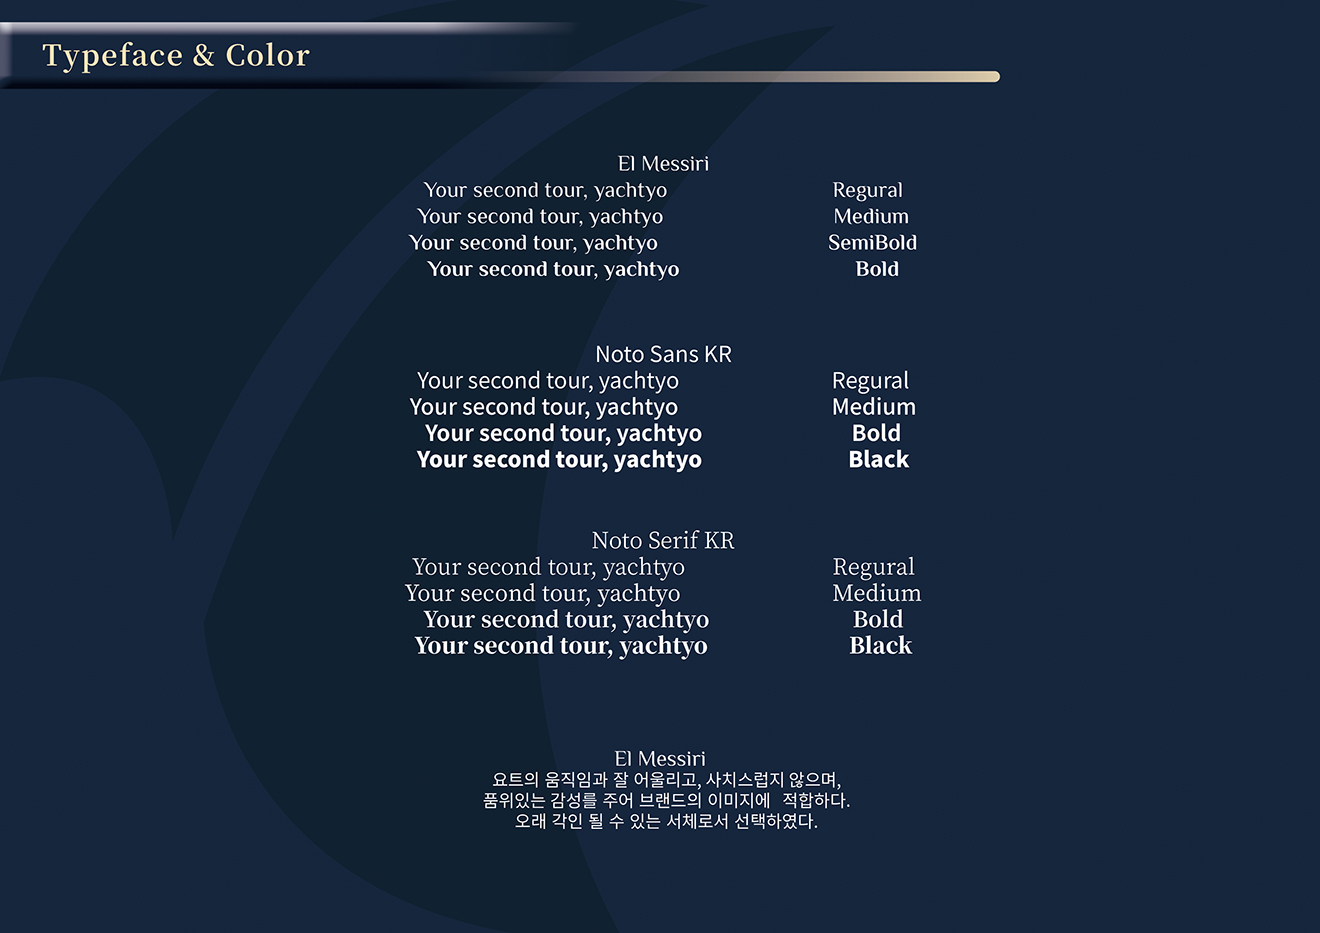 Typeface & Color
El Messiri
Your second tour, yachtyo Regural
Your second tour, yachtyo Medium
Your second tour, yachtyo SemiBold
Your second tour, yachtyo Bold
Noto Sans KR
Your second tour, yachtyo Regural
Your second tour, yachtyo Medium
Your second tour, yachtyo Bold
Your second tour, yachtyo Black
Noto Serif KR
Your second tour, yachtyo Regural
Your second tour, yachtyo Medium
Your second tour, yachtyo Bold
Your second tour, yachtyo Black
El Messiri
요트의 움직임과 잘 어울리고, 사치스럽지 않으며,
품위있는 감성를 주어 브랜드의 이미지에 적합하다.
오래 각인 될 수 있는 서체로서 선택하였다.